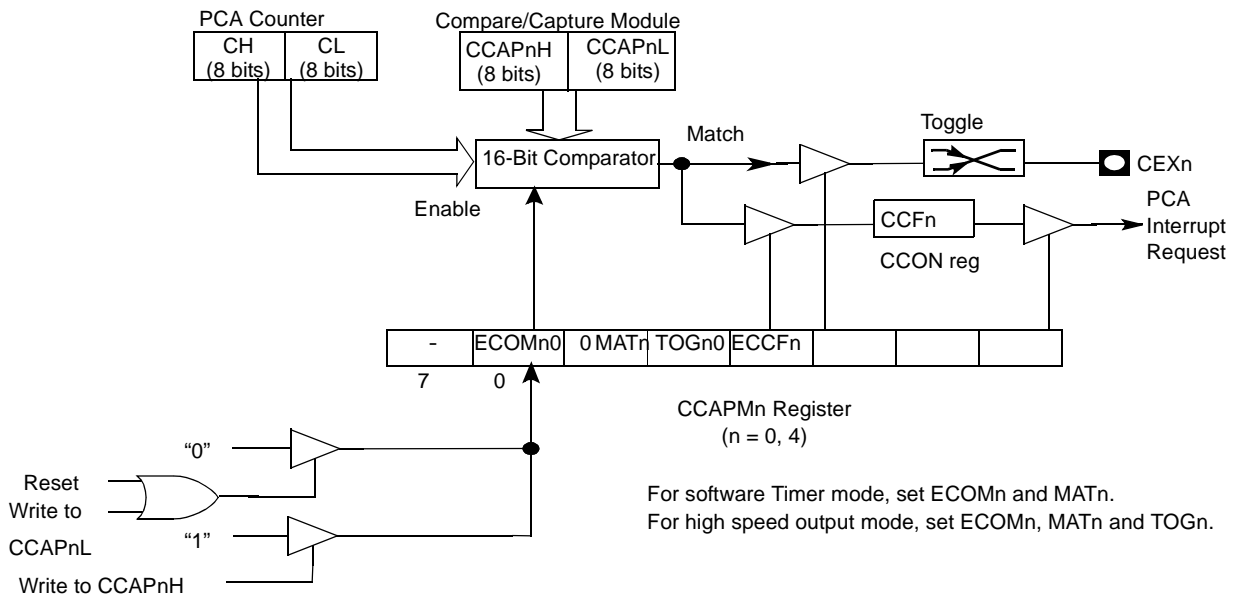 PCA Counter
CH
(8 bits)
CL
(8 bits)
Compare/Capture Module
CCAPnH
(8 bits)
CCAPnL
(8 bits)
16-Bit Comparator
Match
Toggle
CEXn
Enable
CCFn
CCON reg
PCA
Interrupt
Request
- ECOMn0 0 MATn TOGn0 ECCFn
7 0
CCAPMn Register
(n = 0, 4)
“0”
Reset
Write to
CCAPnL
“1”
Write to CCAPnH
For software Timer mode, set ECOMn and MATn.
For high speed output mode, set ECOMn, MATn and TOGn.